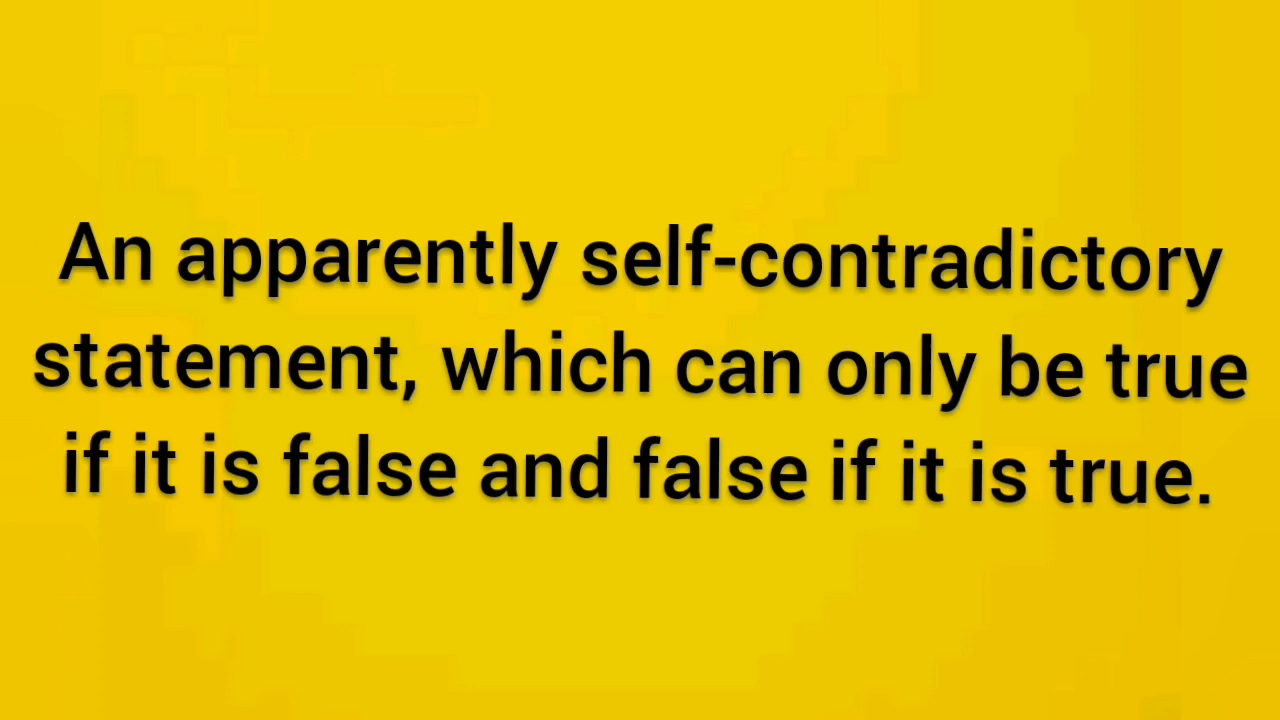 An apparently self-contradictory
statement, which can only be true
if it is false and false if it is true.